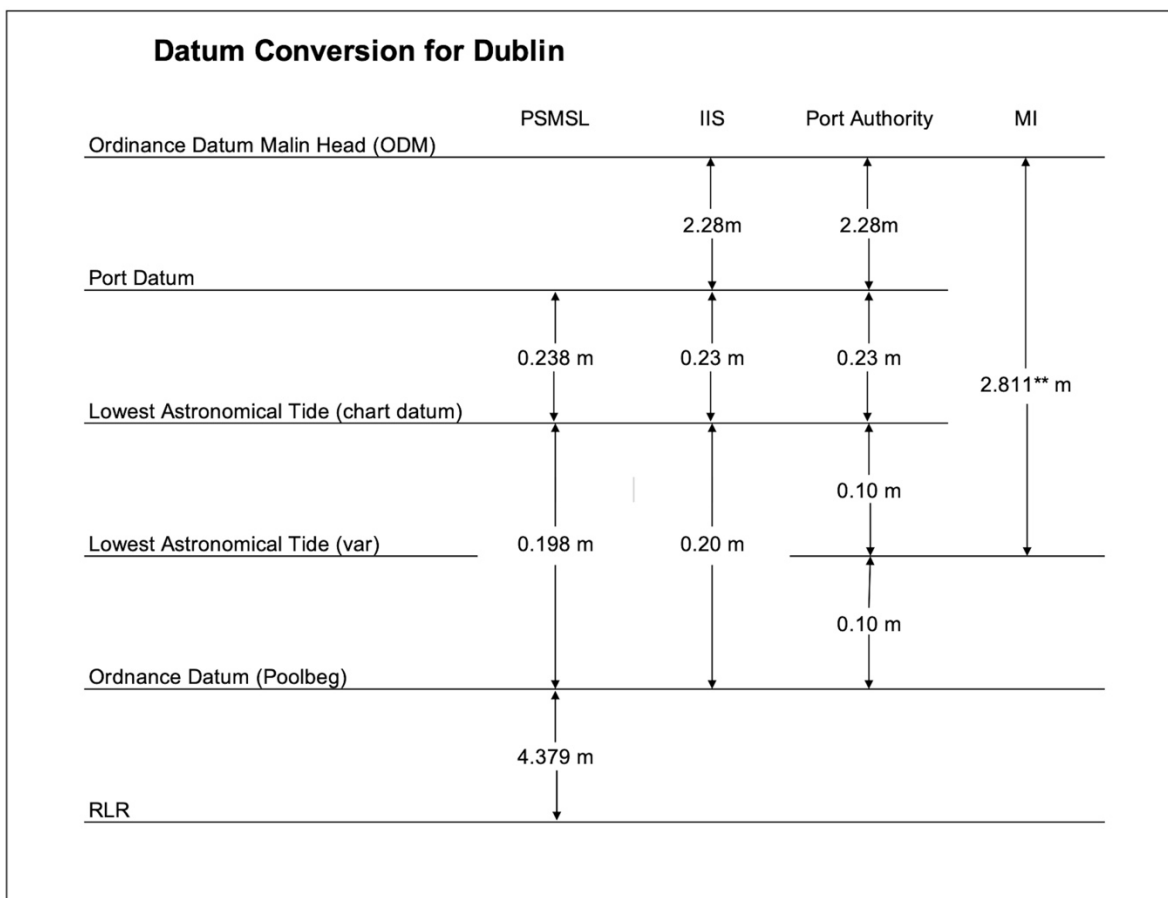 Datum Conversion for Dublin
PSMSL IIS Port Authority MI
Ordinance Datum Malin Head (ODM)
2.28m 2.28m
Port Datum
0.238 m 0.23 m 0.23 m
2.811** m
Lowest Astronomical Tide (chart datum)
0.10 m
Lowest Astronomical Tide (var) 0.198 m 0.20 m
0.10 m
Ordnance Datum (Poolbeg)
4.379 m
RLR